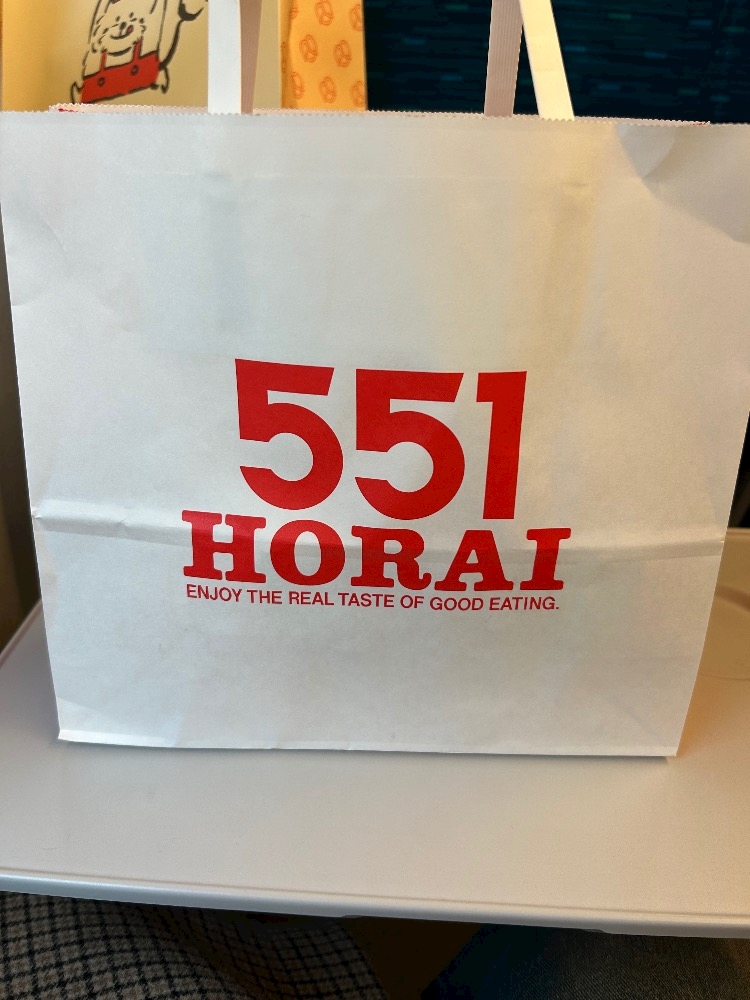 551
HORAI
ENJOY THE REAL TASTE OF GOOD EATING.